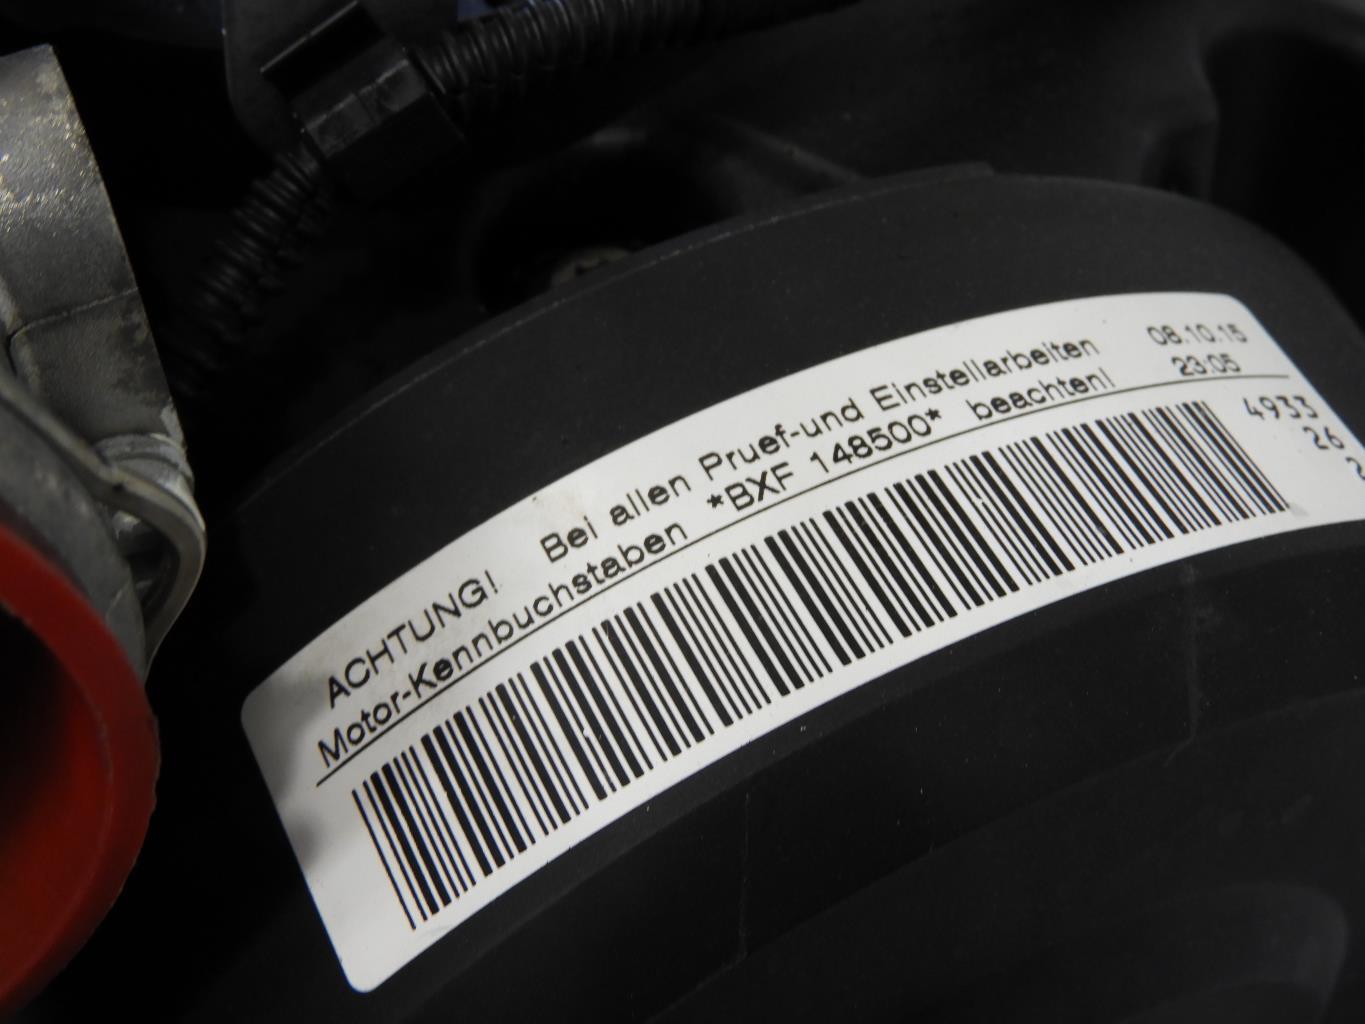 ACHTUNG! Bei allen Pruef-und Einstellarbeiten
Motor-Kennbuchstaben *BXF 148500* beachten!
08.10.15
23:05
4933
26